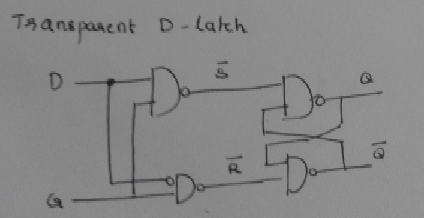 Transparent D-latch
D
S̅
Q
R̅
Q̅
G